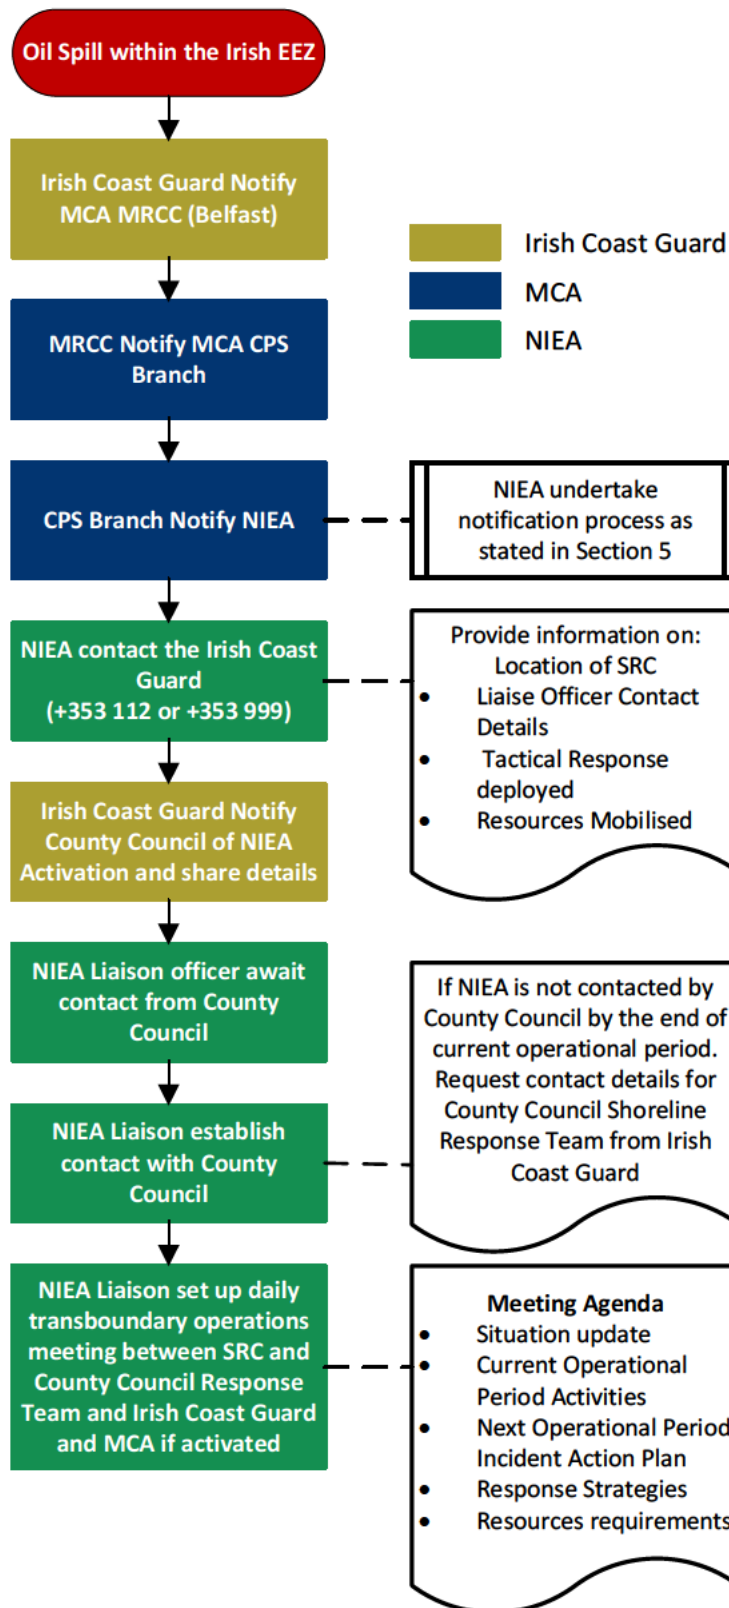 Oil Spill within the Irish EEZ
Irish Coast Guard Notify
MCA MRCC (Belfast)
Irish Coast Guard
MCA
NIEA
MRCC Notify MCA CPS
Branch
CPS Branch Notify NIEA
NIEA undertake
notification process as
stated in Section 5
NIEA contact the Irish Coast
Guard
(+353 112 or +353 999)
Provide information on:
Location of SRC
• Liaise Officer Contact
Details
• Tactical Response
deployed
• Resources Mobilised
Irish Coast Guard Notify
County Council of NIEA
Activation and share details
NIEA Liaison officer await
contact from County
Council
If NIEA is not contacted by
County Council by the end of
current operational period.
Request contact details for
County Council Shoreline
Response Team from Irish
Coast Guard
NIEA Liaison establish
contact with County
Council
NIEA Liaison set up daily
transboundary operations
meeting between SRC and
County Council Response
Team and Irish Coast Guard
and MCA if activated
Meeting Agenda
• Situation update
• Current Operational
Period Activities
• Next Operational Period
Incident Action Plan
• Response Strategies
• Resources requirements